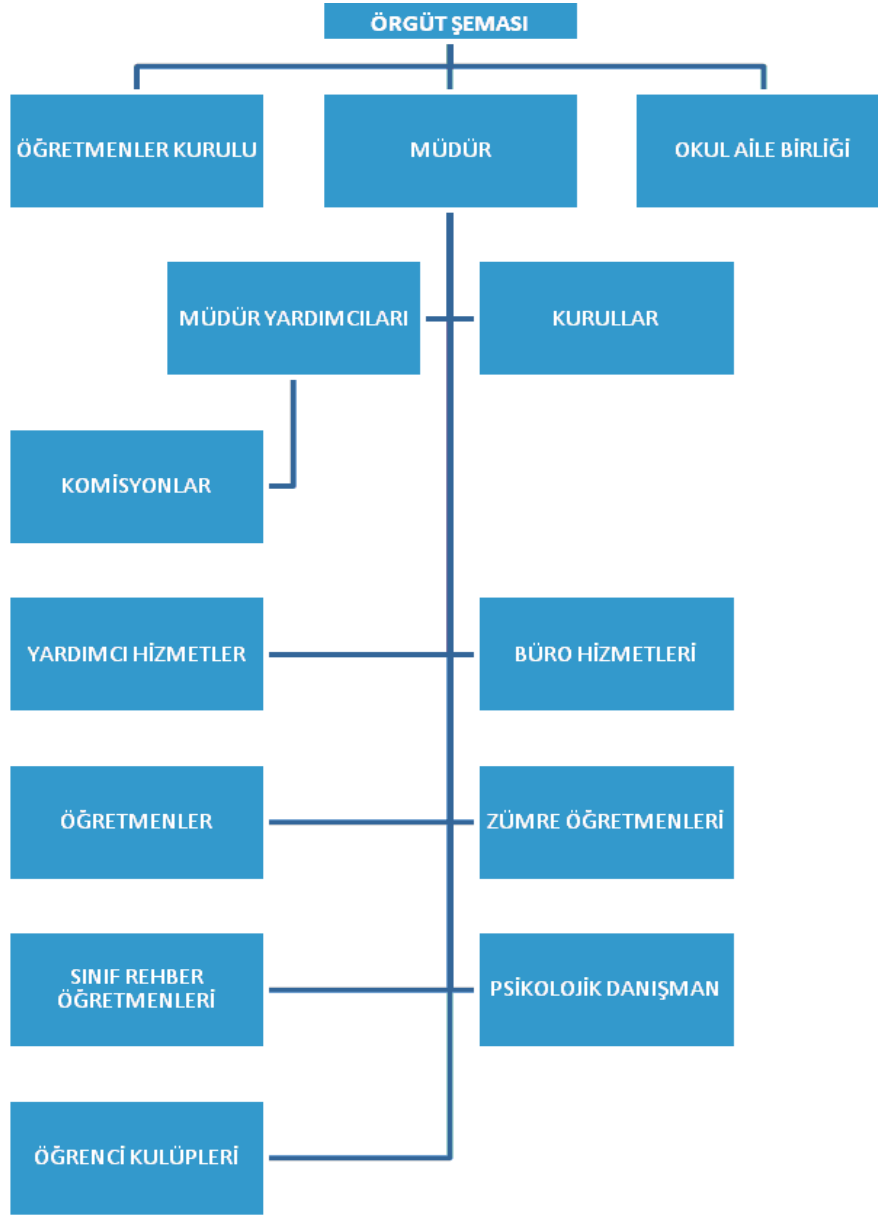 ÖRGÜT ŞEMASI
ÖĞRETMENLER KURULU
MÜDÜR
OKUL AİLE BİRLİĞİ
MÜDÜR YARDIMCILARI
KURULLAR
KOMİSYONLAR
YARDIMCI HİZMETLER
BÜRO HİZMETLERİ
ÖĞRETMENLER
ZÜMRE ÖĞRETMENLERİ
SINIF REHBER
ÖĞRETMENLERİ
PSİKOLOJİK DANIŞMAN
ÖĞRENCİ KULÜPLERİ